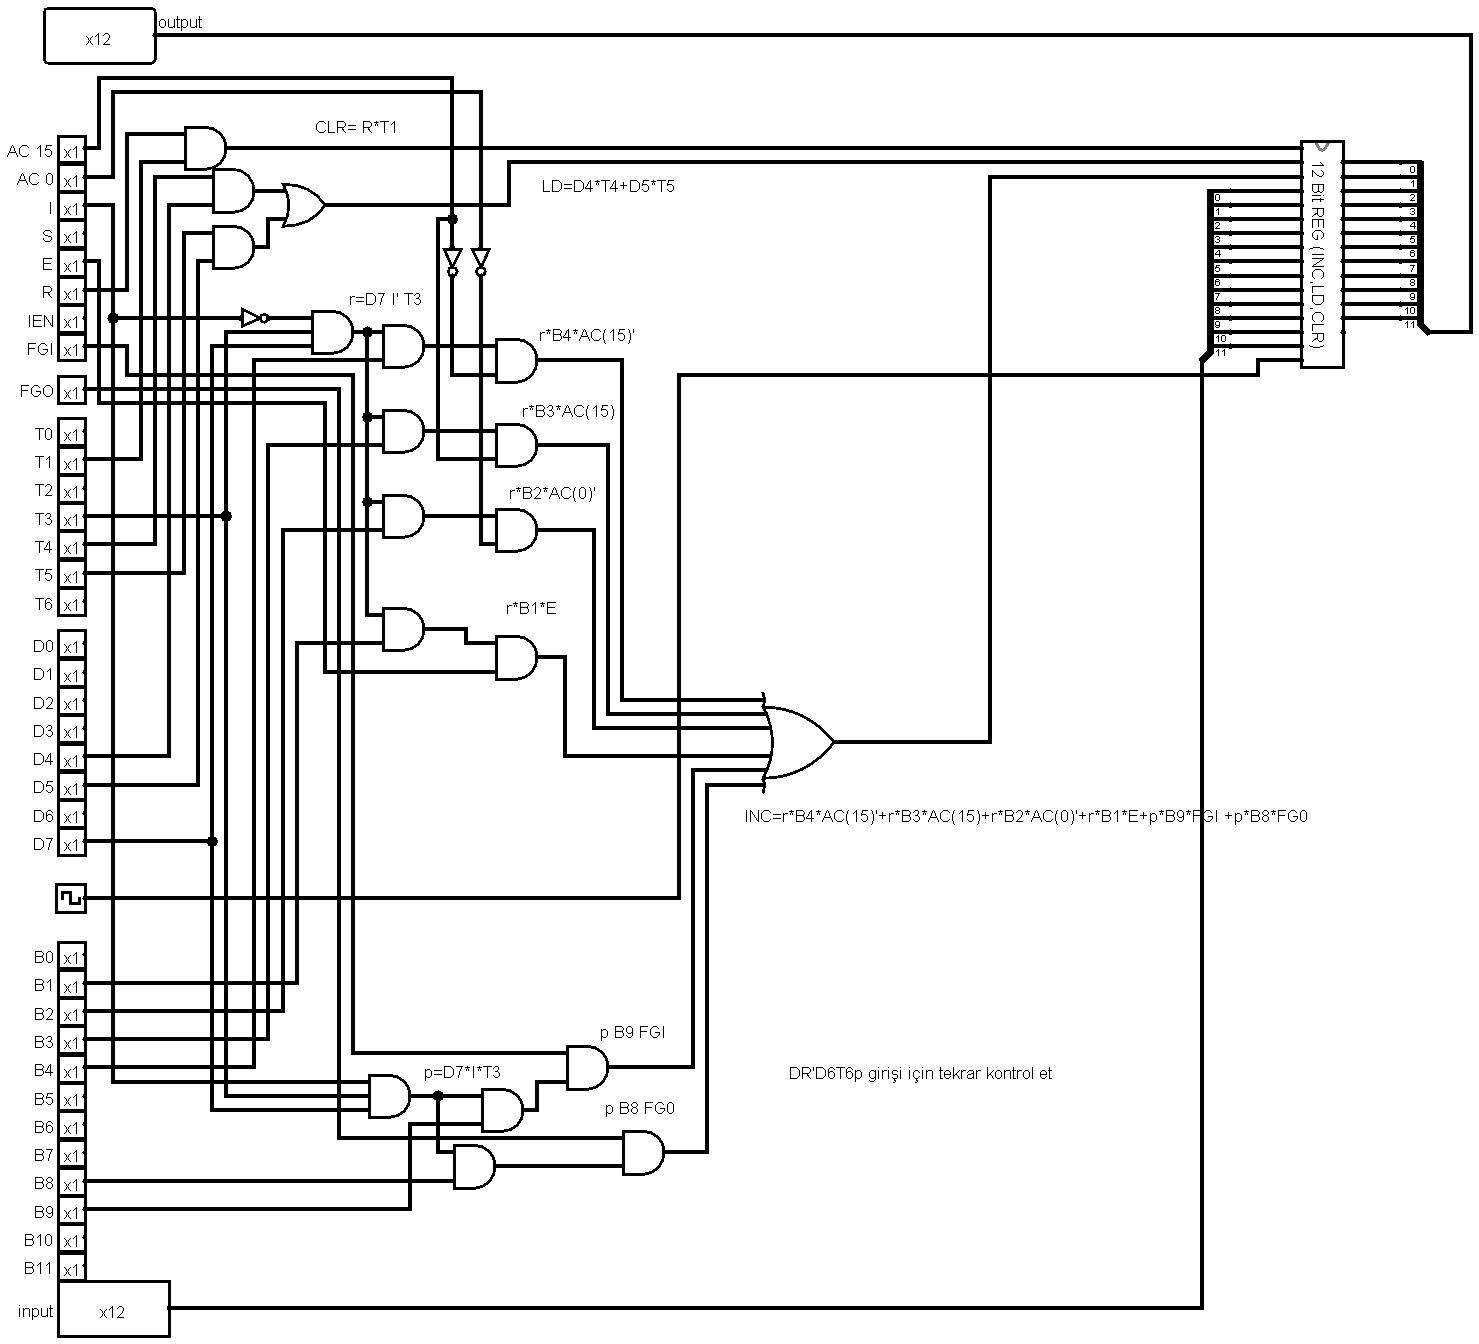 output
x12
CLR= R*T1
AC 15 x1
AC 0 x1
I x1
S x1
E x1
R x1
IEN x1
FGI x1
FGO x1
T0 x1
T1 x1
T2 x1
T3 x1
T4 x1
T5 x1
T6 x1
D0 x1
D1 x1
D2 x1
D3 x1
D4 x1
D5 x1
D6 x1
D7 x1
B0 x1
B1 x1
B2 x1
B3 x1
B4 x1
B5 x1
B6 x1
B7 x1
B8 x1
B9 x1
B10 x1
B11 x1
input x12
LD=D4*T4+D5*T5
r=D7 I' T3
r*B4*AC(15)'
r*B3*AC(15)
r*B2*AC(0)'
r*B1*E
INC=r*B4*AC(15)'+r*B3*AC(15)+r*B2*AC(0)'+r*B1*E+p*B9*FGI +p*B8*FG0
p B9 FGI
p=D7*I*T3
p B8 FG0
DR'D6T6p girişi için tekrar kontrol et
12 Bit REG (INC,LD,CLR)
0
1
2
3
4
5
6
7
8
9
10
11
0
1
2
3
4
5
6
7
8
9
10
11